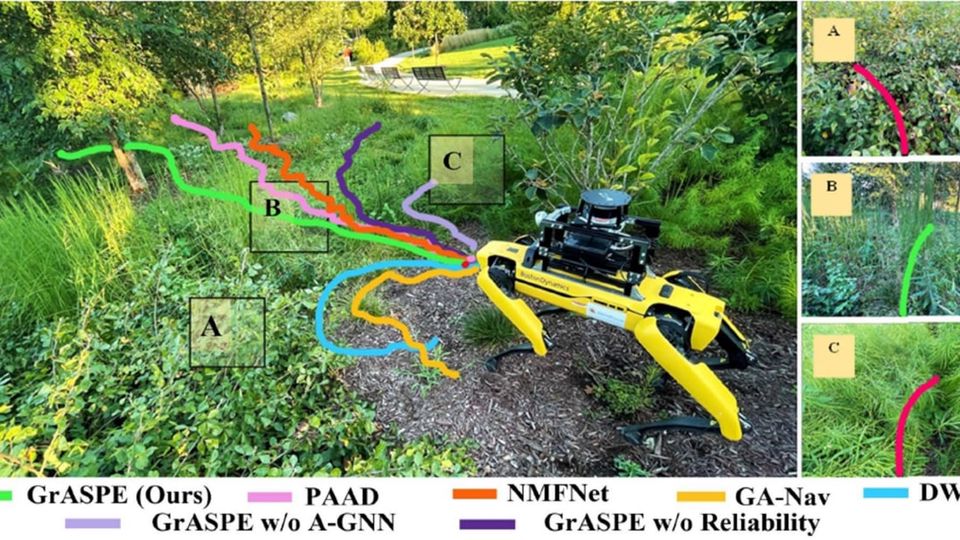 A
B
C
BostonDynamics
A
B
C
GrASPE (Ours)
PAAD
NMFNet
GA-Nav
DW
GrASPE w/o A-GNN
GrASPE w/o Reliability